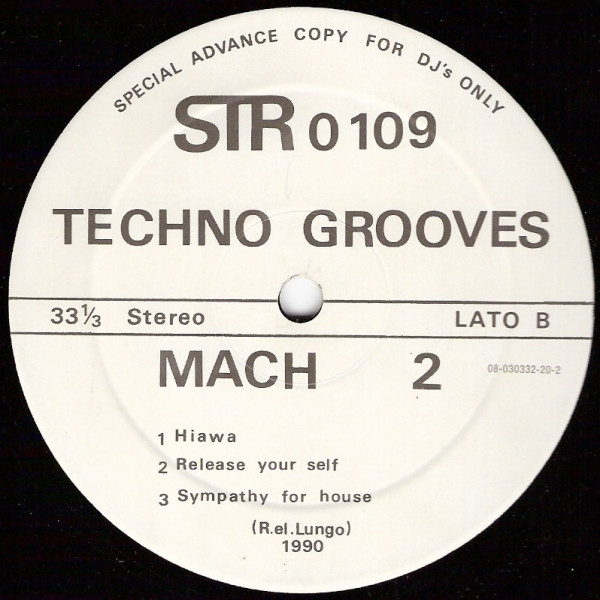 SPECIAL ADVANCE COPY FOR DJ's ONLY
STR 0109
TECHNO GROOVES
33⅓ Stereo LATO B
MACH 2
08-030332-20-2
1 Hiawa
2 Release your self
3 Sympathy for house
(R.el.Lungo)
1990